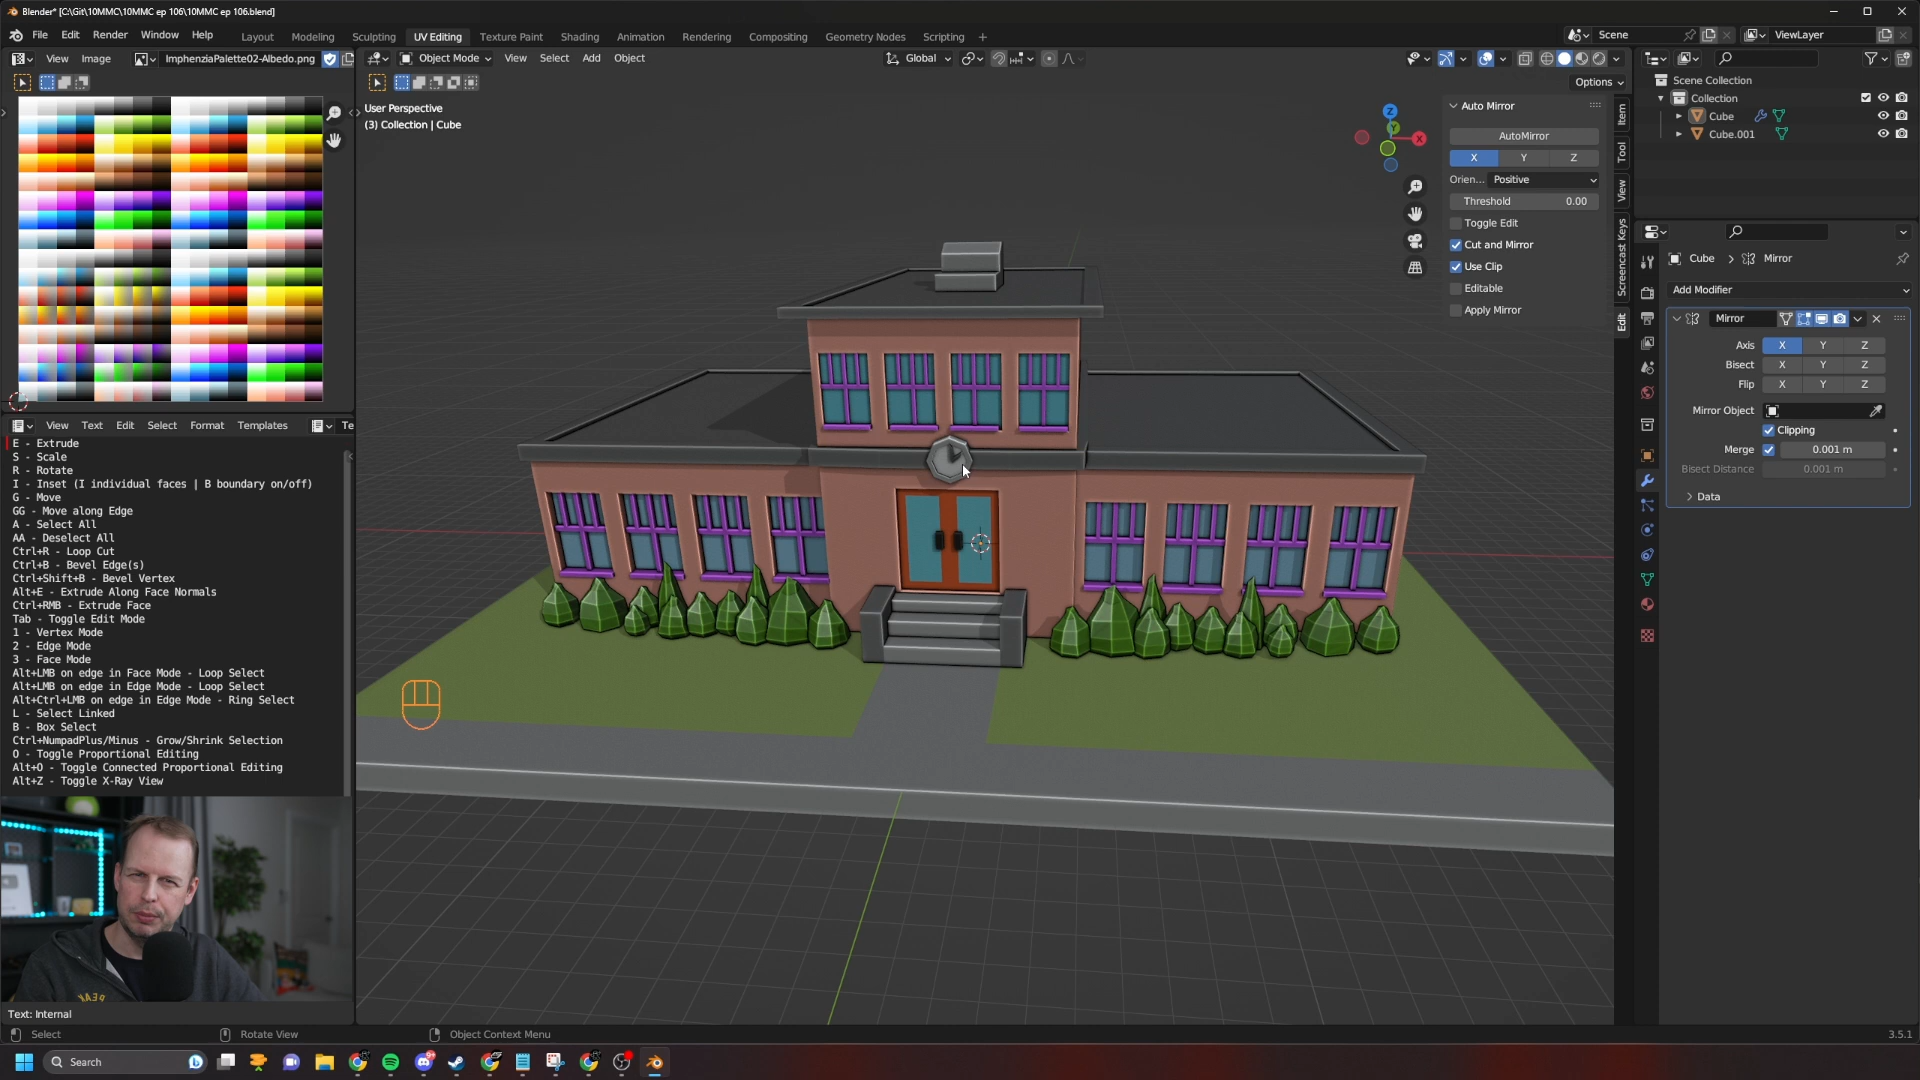 Blender* [C:\Git\10MMC\10MMC ep 106\10MMC ep 106.blend]
File Edit Render Window Help
Layout Modeling Sculpting UV Editing Texture Paint Shading Animation Rendering Compositing Geometry Nodes Scripting +
Scene
ViewLayer
View Image
ImphenziaPalette02-Albedo.png
Object Mode
View Select Add Object
Global
Options
User Perspective
(3) Collection | Cube
Z
Y
X
Auto Mirror
AutoMirror
X Y Z
Orien... Positive
Threshold 0.00
Toggle Edit
Cut and Mirror
Use Clip
Editable
Apply Mirror
Item
Tool
View
Screencast Keys
Edit
Scene Collection
Collection
Cube
Cube.001
Cube > Mirror
Add Modifier
Mirror
Axis X Y Z
Bisect X Y Z
Flip X Y Z
Mirror Object
Clipping
Merge 0.001 m
Bisect Distance 0.001 m
Data
View Text Edit Select Format Templates Te
E - Extrude
S - Scale
R - Rotate
I - Inset (I individual faces | B boundary on/off)
G - Move
GG - Move along Edge
A - Select All
AA - Deselect All
Ctrl+R - Loop Cut
Ctrl+B - Bevel Edge(s)
Ctrl+Shift+B - Bevel Vertex
Alt+E - Extrude Along Face Normals
Ctrl+RMB - Extrude Face
Tab - Toggle Edit Mode
1 - Vertex Mode
2 - Edge Mode
3 - Face Mode
Alt+LMB on edge in Face Mode - Loop Select
Alt+LMB on edge in Edge Mode - Loop Select
Alt+Ctrl+LMB on edge in Edge Mode - Ring Select
L - Select Linked
B - Box Select
Ctrl+NumpadPlus/Minus - Grow/Shrink Selection
O - Toggle Proportional Editing
Alt+O - Toggle Connected Proportional Editing
Alt+Z - Toggle X-Ray View
Text: Internal
Select
Rotate View
Object Context Menu
3.5.1
Search